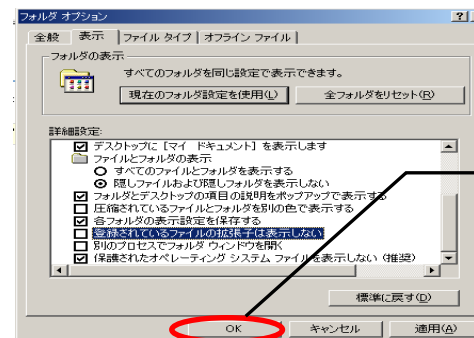 フォルダ オプション
全般 表示 ファイル タイプ オフライン ファイル
フォルダの表示
すべてのフォルダを同じ設定で表示できます。
現在のフォルダ設定を使用(L) 全フォルダをリセット(R)
詳細設定:
デスクトップに [マイ ドキュメント] を表示します
ファイルとフォルダの表示
すべてのファイルとフォルダを表示する
隠しファイルおよび隠しフォルダを表示しない
フォルダとデスクトップの項目の説明をポップアップで表示する
圧縮されているファイルとフォルダを別の色で表示する
各フォルダの表示設定を保存する
登録されているファイルの拡張子は表示しない
別のプロセスでフォルダ ウィンドウを開く
保護されたオペレーティング システム ファイルを表示しない (推奨)
標準に戻す(D)
OK キャンセル 適用(A)